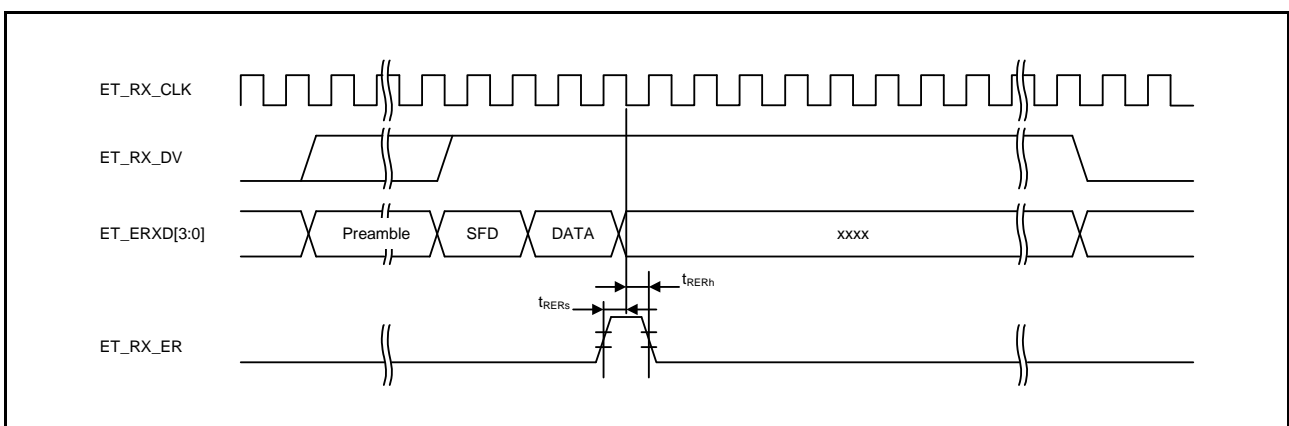 ET_RX_CLK
ET_RX_DV
ET_ERXD[3:0] Preamble SFD DATA xxxx
tRERh
tRERs
ET_RX_ER